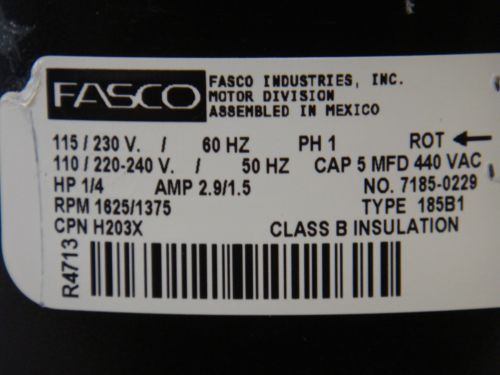 FASCO
FASCO INDUSTRIES, INC.
MOTOR DIVISION
ASSEMBLED IN MEXICO
115 / 230 V. / 60 HZ PH 1 ROT ←
110 / 220-240 V. / 50 HZ CAP 5 MFD 440 VAC
HP 1/4 AMP 2.9/1.5 NO. 7185-0229
RPM 1625/1375 TYPE 185B1
CPN H203X CLASS B INSULATION
R4713